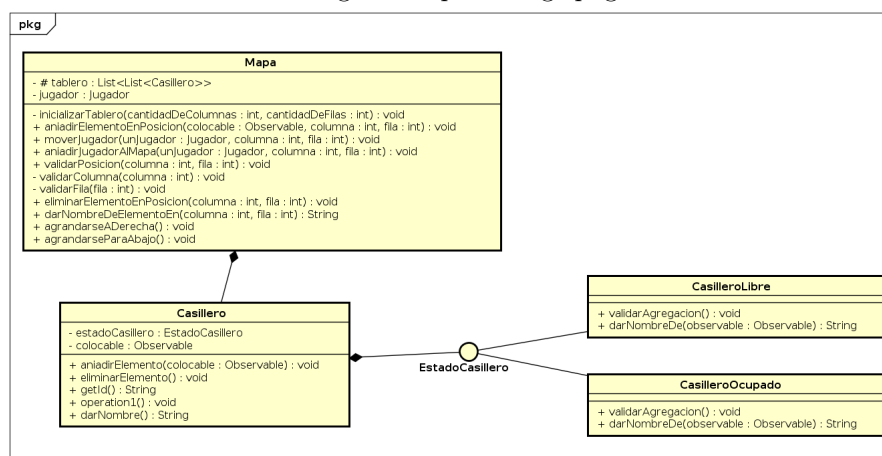 pkg
Mapa
- # tablero : List<List<Casillero>>
- jugador : Jugador
- inicializarTablero(cantidadDeColumnas : int, cantidadDeFilas : int) : void
+ aniadirElementoEnPosicion(colocable : Observable, columna : int, fila : int) : void
+ moverJugador(unJugador : Jugador, columna : int, fila : int) : void
+ aniadirJugadorAlMapa(unJugador : Jugador, columna : int, fila : int) : void
+ validarPosicion(columna : int, fila : int) : void
- validarColumna(columna : int) : void
- validarFila(fila : int) : void
+ eliminarElementoEnPosicion(columna : int, fila : int) : void
+ darNombreDeElementoEn(columna : int, fila : int) : String
+ agrandarseADerecha() : void
+ agrandarseParaAbajo() : void
Casillero
- estadoCasillero : EstadoCasillero
- colocable : Observable
+ aniadirElemento(colocable : Observable) : void
+ eliminarElemento() : void
+ getId() : String
+ operation1() : void
+ darNombre() : String
EstadoCasillero
CasilleroLibre
+ validarAgregacion() : void
+ darNombreDe(observable : Observable) : String
CasilleroOcupado
+ validarAgregacion() : void
+ darNombreDe(observable : Observable) : String